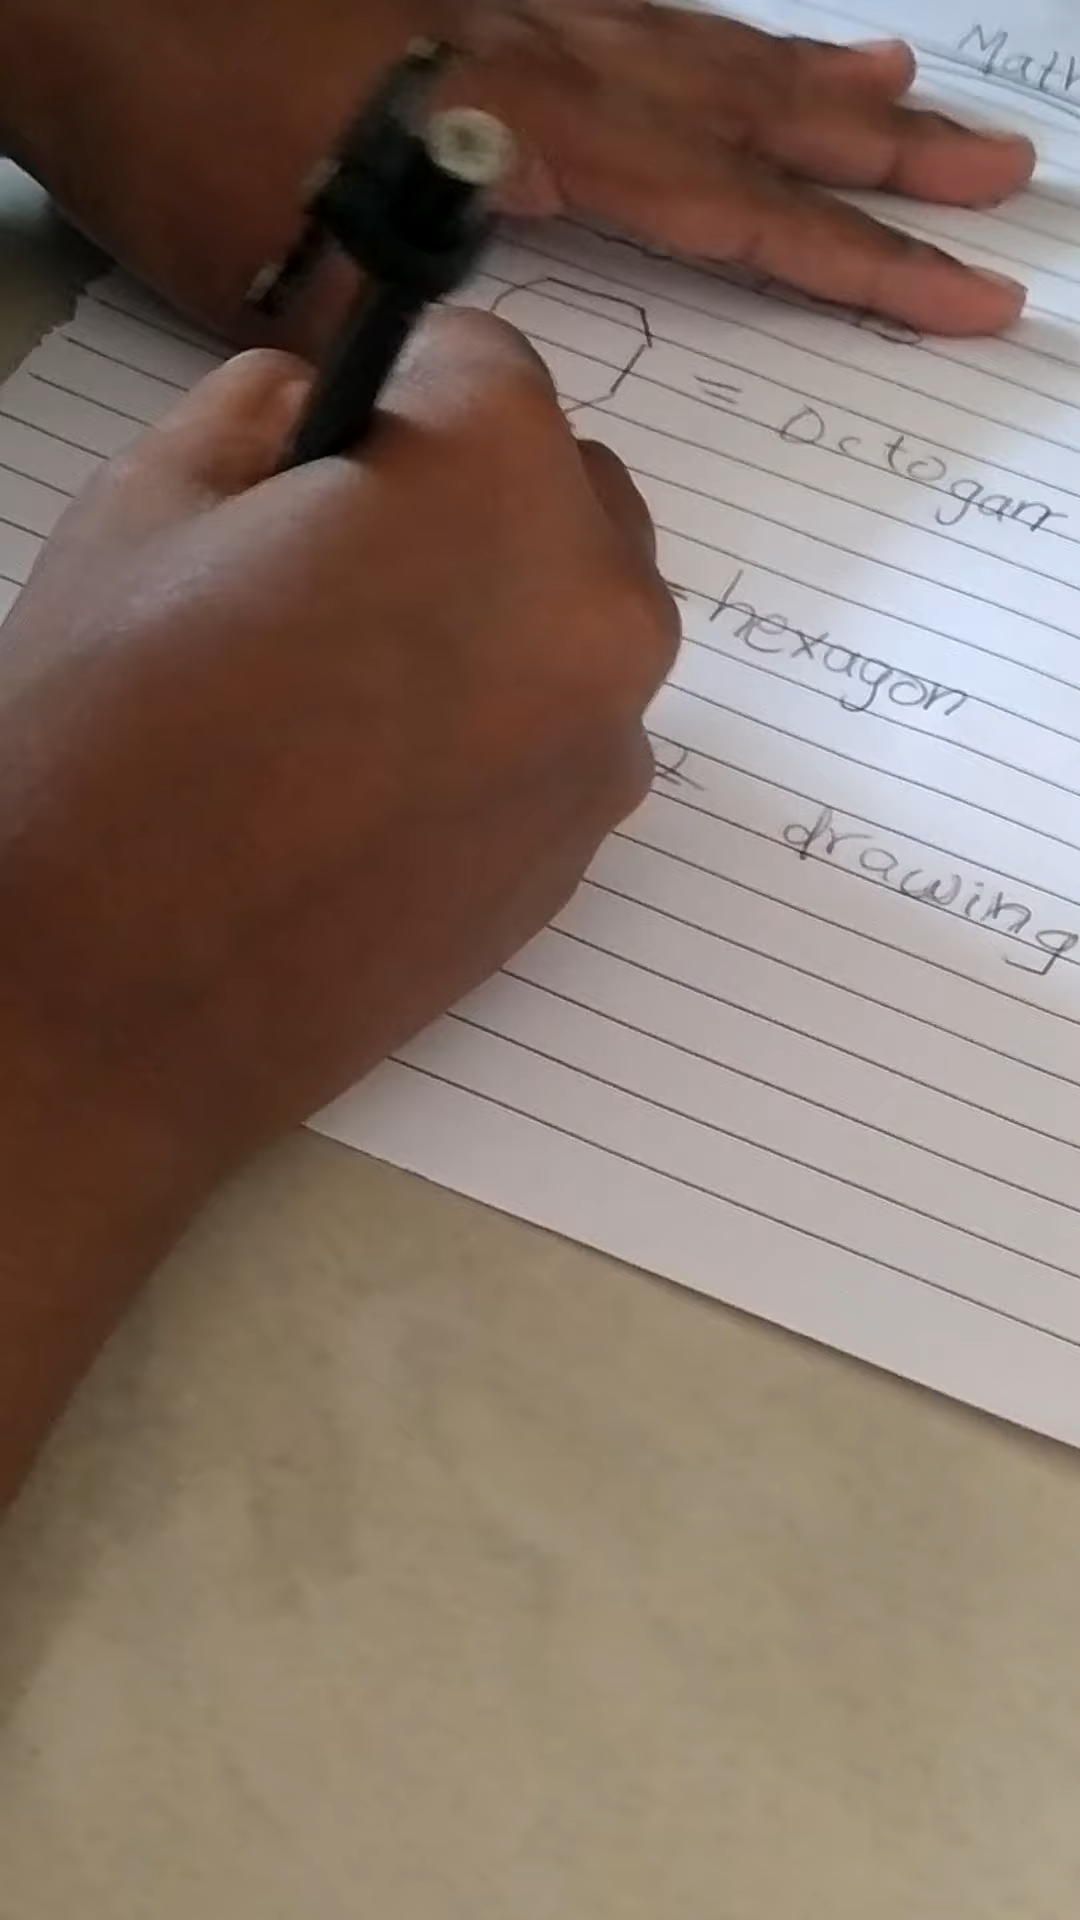 Math
= Octogan
= hexagon
= drawing